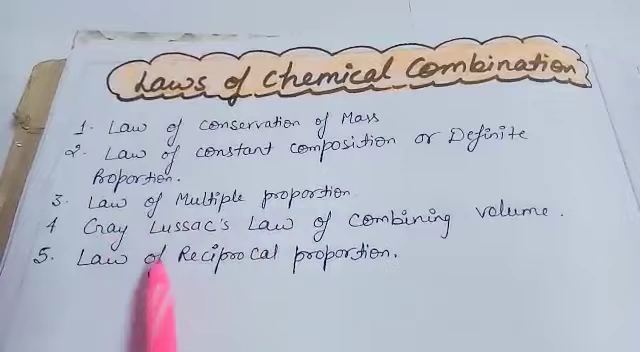 Laws of Chemical Combination
1. Law of conservation of Mass
2. Law of constant composition or Definite
Proportion.
3. Law of Multiple proportion
4 Gay Lussac's Law of Combining volume.
5. Law of Reciprocal proportion.